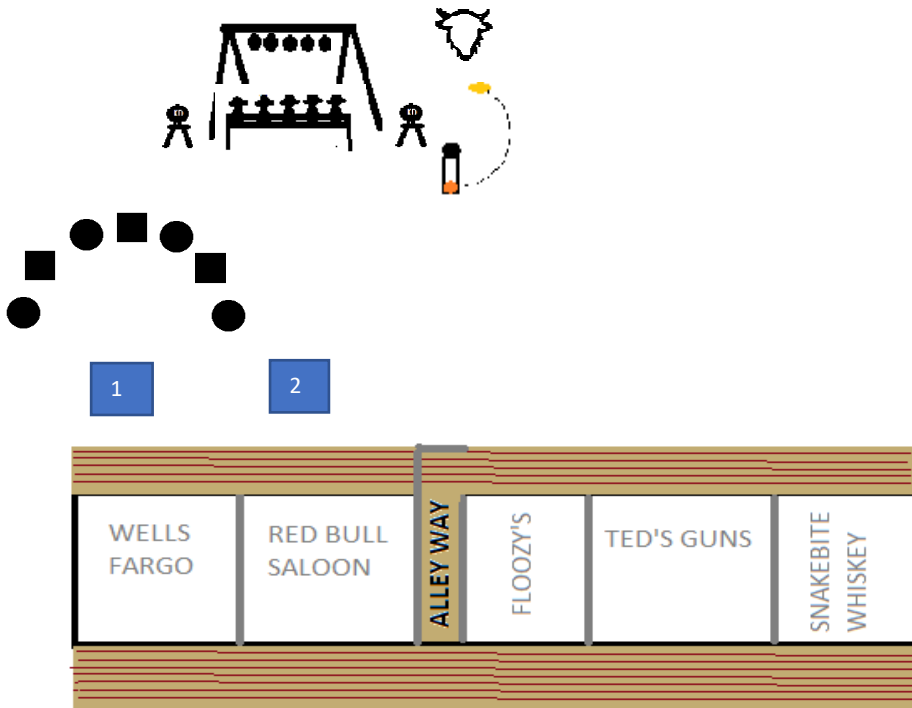 1
2
WELLS
FARGO
RED BULL
SALOON
ALLEY WAY
FLOOZY'S
TED'S GUNS
SNAKEBITE
WHISKEY